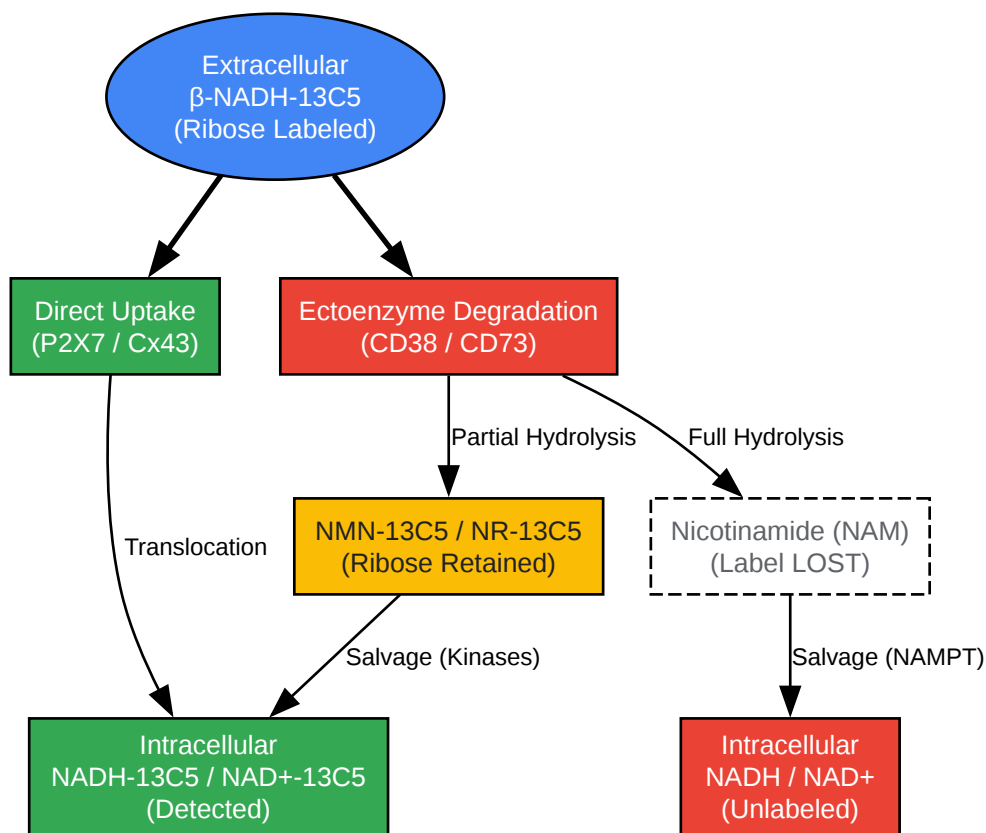 Extracellular
β-NADH-13C5
(Ribose Labeled)
Direct Uptake
(P2X7 / Cx43)
Ectoenzyme Degradation
(CD38 / CD73)
Partial Hydrolysis
Full Hydrolysis
NMN-13C5 / NR-13C5
(Ribose Retained)
Nicotinamide (NAM)
(Label LOST)
Translocation
Salvage (Kinases)
Salvage (NAMPT)
Intracellular
NADH-13C5 / NAD+-13C5
(Detected)
Intracellular
NADH / NAD+
(Unlabeled)